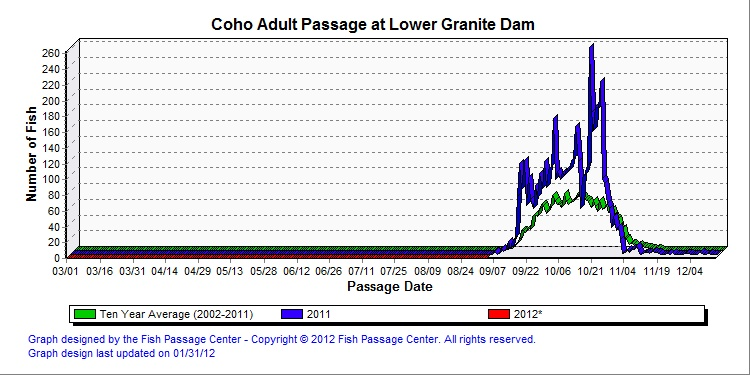 Coho Adult Passage at Lower Granite Dam
260
240
220
200
180
160
140
120
100
80
60
40
20
0
Number of Fish
03/01 03/16 03/31 04/14 04/29 05/13 05/28 06/12 06/26 07/11 07/25 08/09 08/24 09/07 09/22 10/06 10/21 11/04 11/19 12/04
Passage Date
Ten Year Average (2002-2011) 2011 2012*
Graph designed by the Fish Passage Center - Copyright © 2012 Fish Passage Center. All rights reserved.
Graph design last updated on 01/31/12